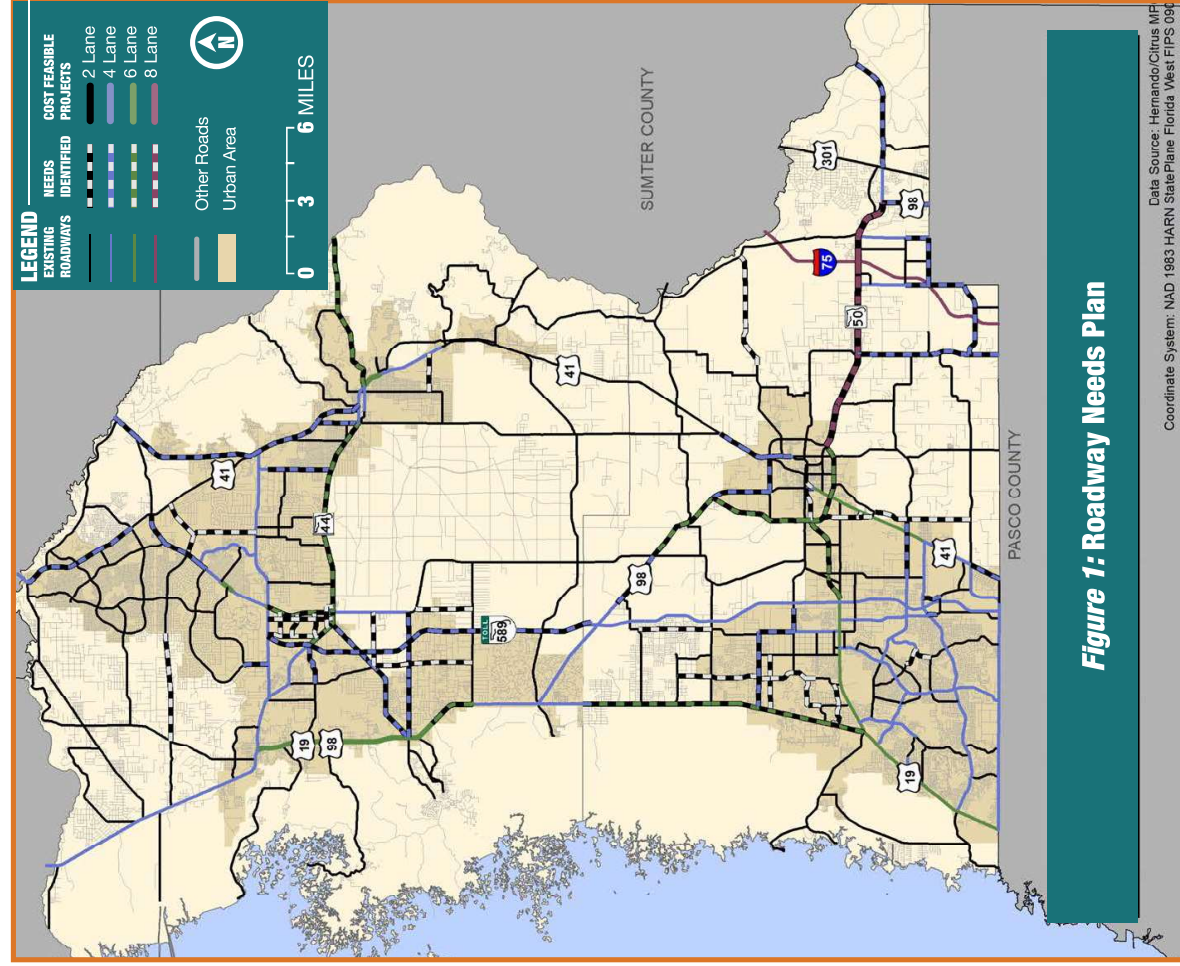 LEGEND
EXISTING
ROADWAYS
NEEDS
IDENTIFIED
COST FEASIBLE
PROJECTS
2 Lane
4 Lane
6 Lane
8 Lane
Other Roads
Urban Area
N
0 3 6 MILES
SUMTER COUNTY
PASCO COUNTY
41
44
19
98
TOLL
589
41
98
301
98
75
50
41
19
Figure 1: Roadway Needs Plan
Data Source: Hernando/Citrus MP
Coordinate System: NAD 1983 HARN StatePlane Florida West FIPS 090